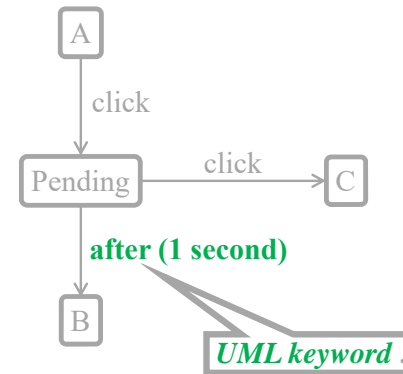 A
click
Pending
click
C
after (1 second)
B
UML keyword .